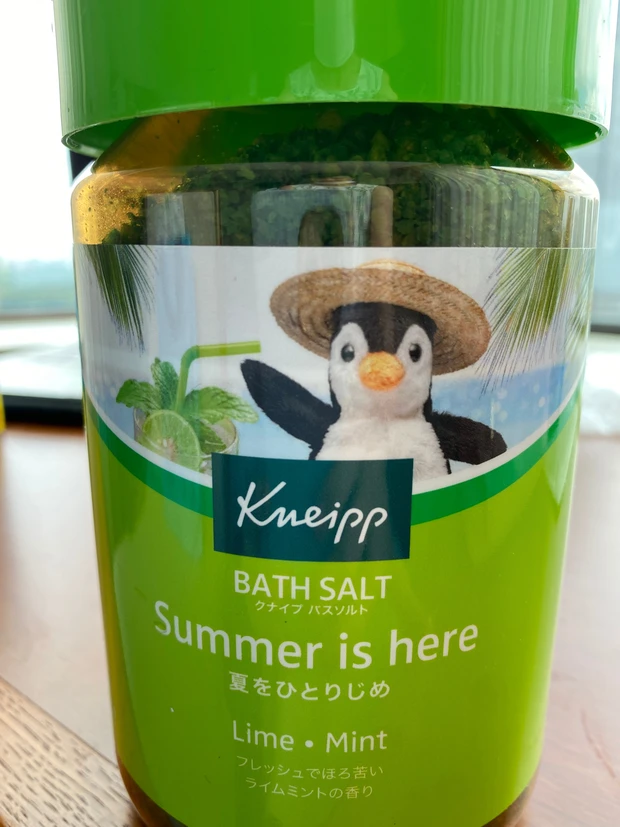 Kneipp
BATH SALT
クナイプ バスソルト
Summer is here
夏をひとりじめ
Lime • Mint
フレッシュでほろ苦い
ライムミントの香り